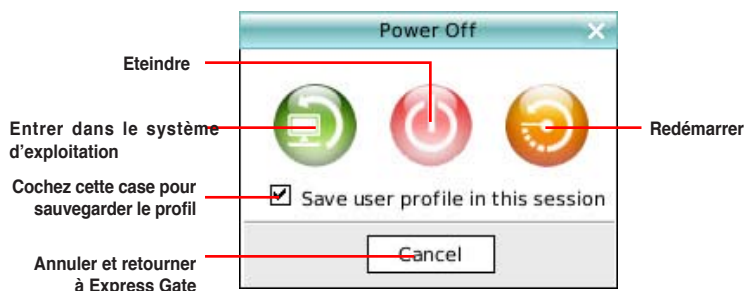 Power Off
Eteindre
Entrer dans le système
d'exploitation
Redémarrer
Cochez cette case pour
sauvegarder le profil
Save user profile in this session
Cancel
Annuler et retourner
à Express Gate